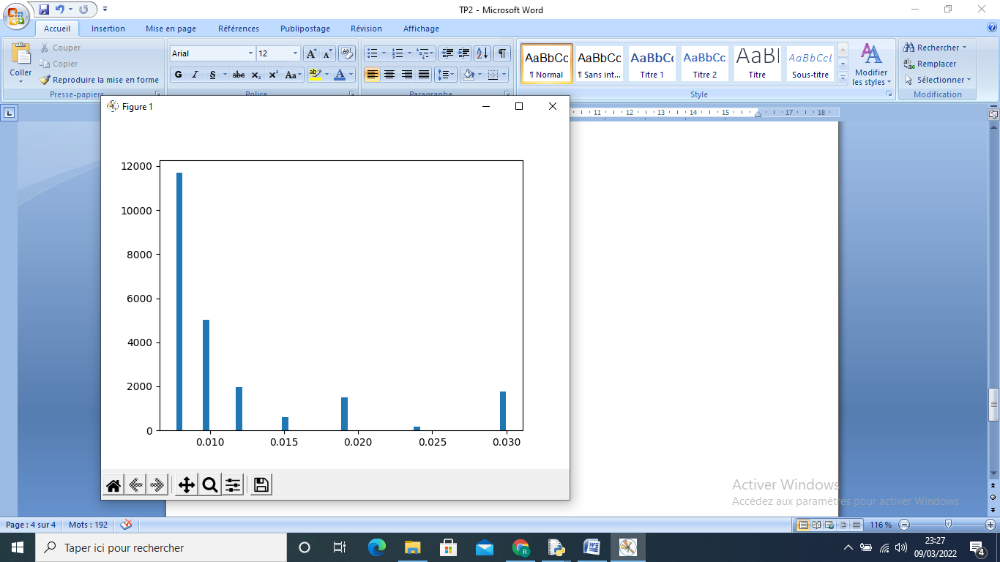 TP2 - Microsoft Word
Accueil Insertion Mise en page Références Publipostage Révision Affichage
Coller
Couper
Copier
Reproduire la mise en forme
Presse-papiers
Arial 12
G I S abc x₂ x² Aa
Police
Paragraphe
AaBbCc AaBbCc AaBbC AaBbCc AaB AaBbCcL
¶ Normal ¶ Sans int... Titre 1 Titre 2 Titre Sous-titre
Style
Modifier
les styles
Rechercher
Remplacer
Sélectionner
Modification
11 12 13 14 15 17 18
Figure 1
12000
10000
8000
6000
4000
2000
0
0.010 0.015 0.020 0.025 0.030
Activer Windows
Accédez aux paramètres pour activer Windows.
Page : 4 sur 4 Mots : 192 116 %
Taper ici pour rechercher
23:27
09/03/2022
4